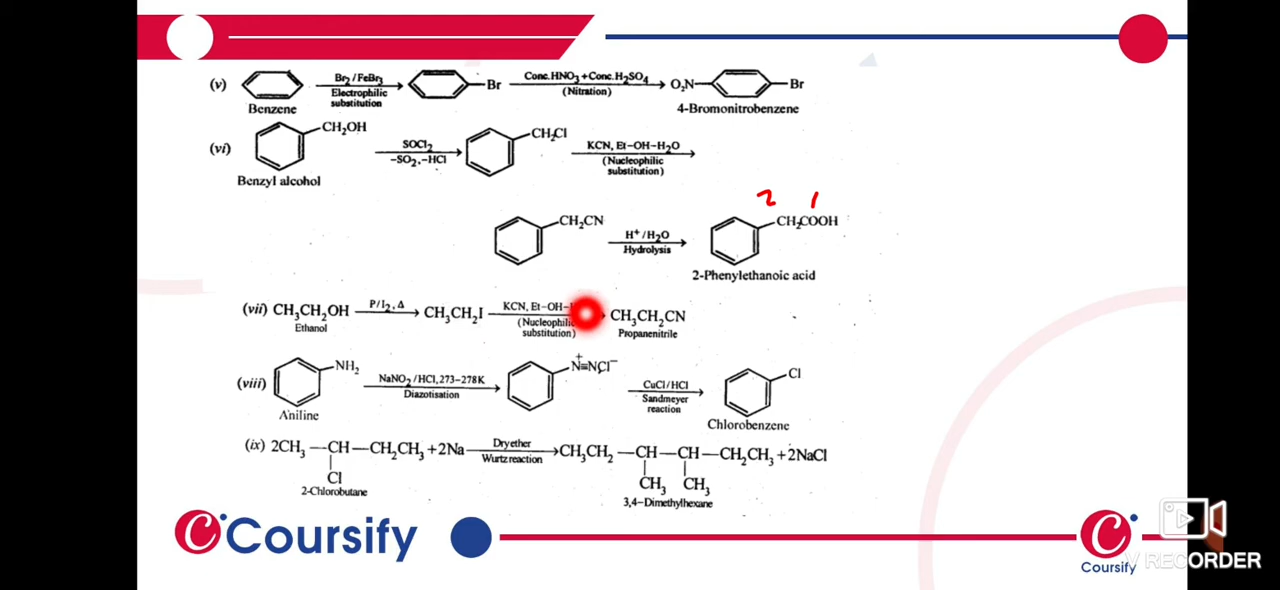 (v) Benzene Br₂/FeBr₃ Electrophilic substitution Br Conc.HNO₃+Conc.H₂SO₄ (Nitration) O₂N Br 4-Bromonitrobenzene
(vi) CH₂OH Benzyl alcohol SOCl₂ –SO₂,–HCl CH₂Cl KCN, Et–OH–H₂O (Nucleophilic substitution)
CH₂CN H⁺/H₂O Hydrolysis CH₂COOH 2 1
2-Phenylethanoic acid
(vii) CH₃CH₂OH P/I₂,Δ CH₃CH₂I KCN, Et–OH– CH₃CH₂CN
Ethanol (Nucleophilic substitution) Propanenitrile
(viii) NH₂ Aniline NaNO₂/HCl,273–278K Diazotisation N⁺≡NCl⁻ CuCl/HCl Sandmeyer reaction Cl Chlorobenzene
(ix) 2CH₃–CH–CH₂CH₃+2Na Dry ether Wurtz reaction CH₃CH₂–CH–CH–CH₂CH₃+2NaCl
Cl CH₃ CH₃
2-Chlorobutane 3,4–Dimethylhexane
Coursify
Coursify
V RECORDER